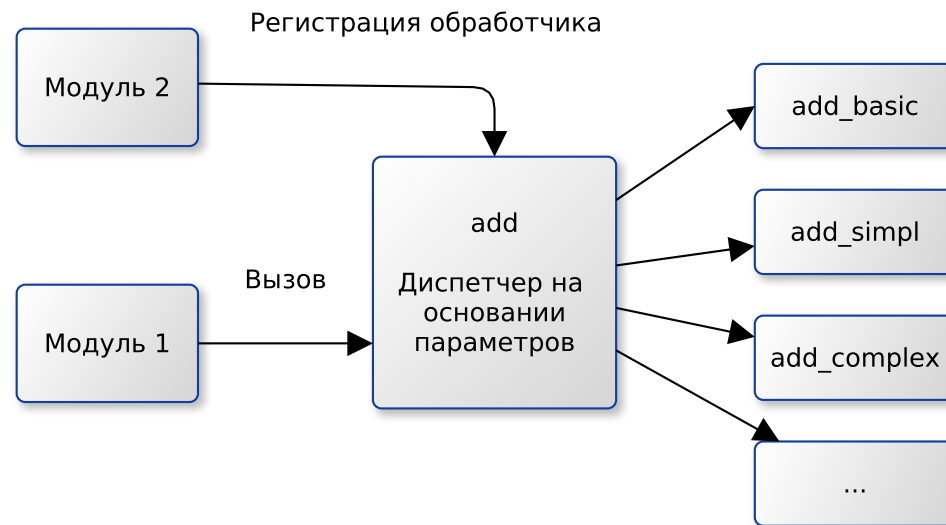 Регистрация обработчика
Модуль 2
add_basic
add
add_simpl
Вызов
Диспетчер на
основании
параметров
Модуль 1
add_complex
...